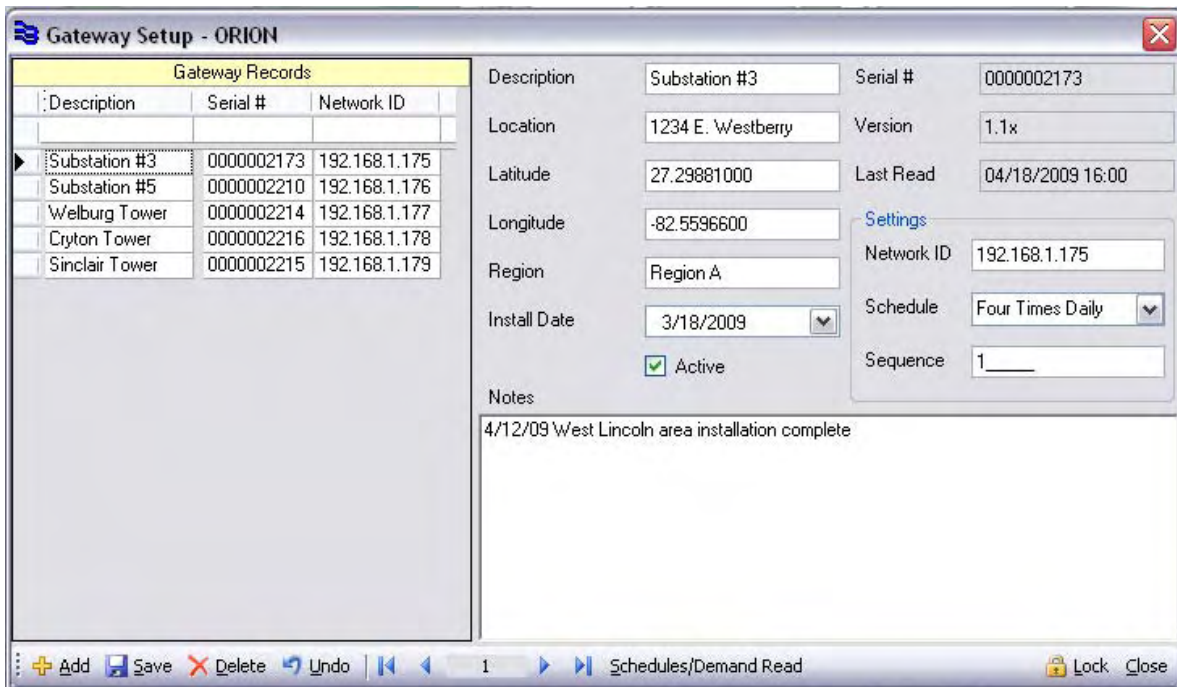 Gateway Setup - ORION
Gateway Records
Description Serial # Network ID
Substation #3 0000002173 192.168.1.175
Substation #5 0000002210 192.168.1.176
Welburg Tower 0000002214 192.168.1.177
Cryton Tower 0000002216 192.168.1.178
Sinclair Tower 0000002215 192.168.1.179
Description Substation #3
Location 1234 E. Westberry
Latitude 27.29881000
Longitude -82.5596600
Region Region A
Install Date 3/18/2009
Active
Serial # 0000002173
Version 1.1x
Last Read 04/18/2009 16:00
Settings
Network ID 192.168.1.175
Schedule Four Times Daily
Sequence 1_____
Notes
4/12/09 West Lincoln area installation complete
Add Save Delete Undo 1 Schedules/Demand Read Lock Close